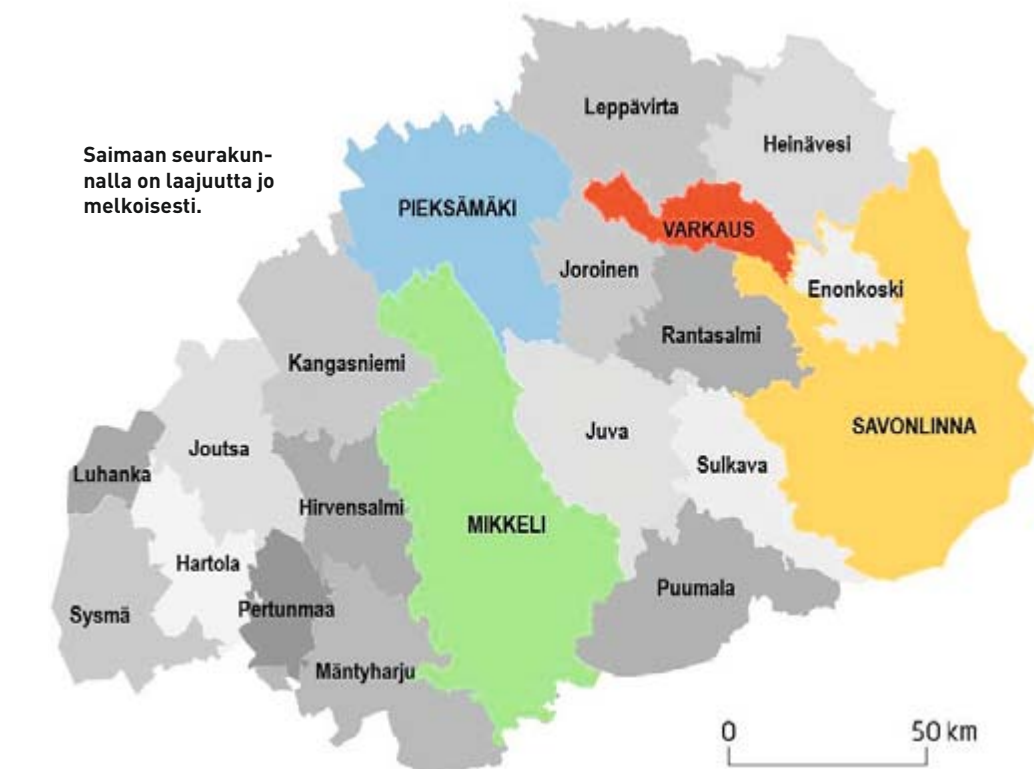 Saimaan seurakun-
nalla on laajuutta jo
melkoisesti.
Leppävirta
Heinävesi
PIEKSÄMÄKI
VARKAUS
Joroinen
Enonkoski
Rantasalmi
Kangasniemi
SAVONLINNA
Juva
Joutsa
Sulkava
Luhanka
Hirvensalmi
MIKKELI
Hartola
Puumala
Pertunmaa
Sysmä
Mäntyharju
0 50 km